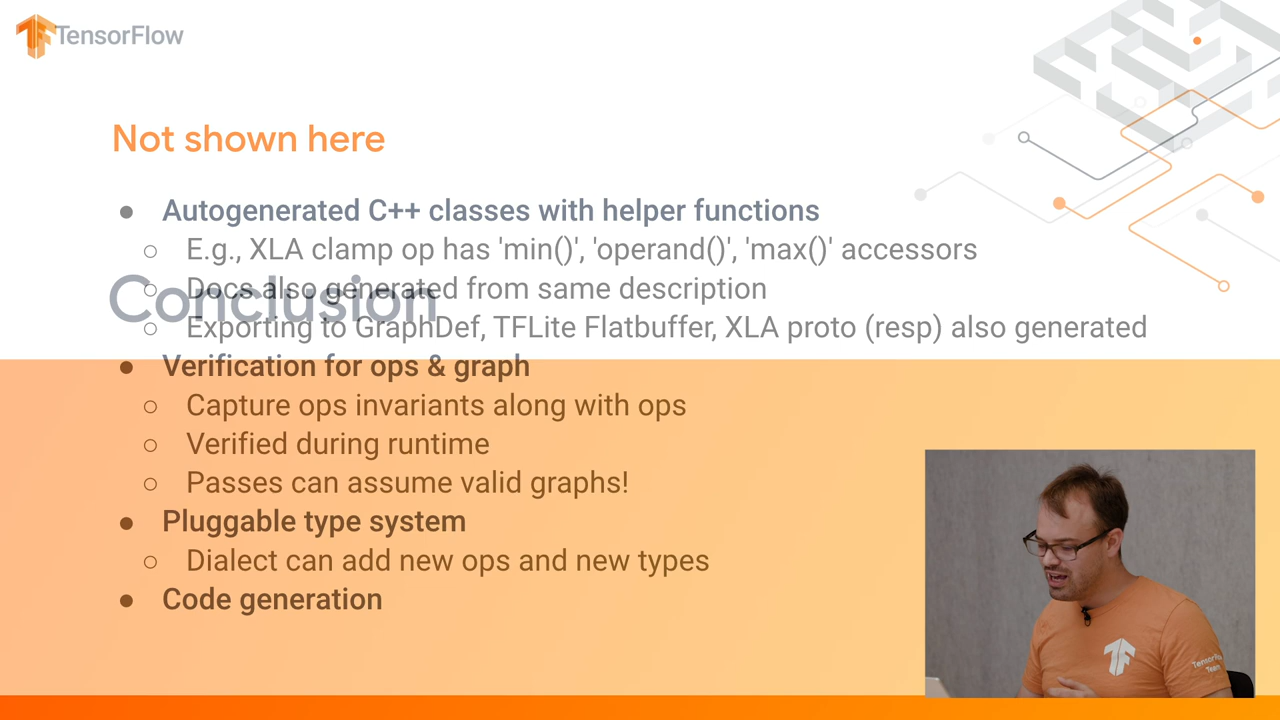 TensorFlow
Not shown here
● Autogenerated C++ classes with helper functions
○ E.g., XLA clamp op has 'min()', 'operand()', 'max()' accessors
○ Docs also generated from same description
Conclusion
○ Exporting to GraphDef, TFLite Flatbuffer, XLA proto (resp) also generated
● Verification for ops & graph
○ Capture ops invariants along with ops
○ Verified during runtime
○ Passes can assume valid graphs!
● Pluggable type system
○ Dialect can add new ops and new types
● Code generation
TensorFlow
Team